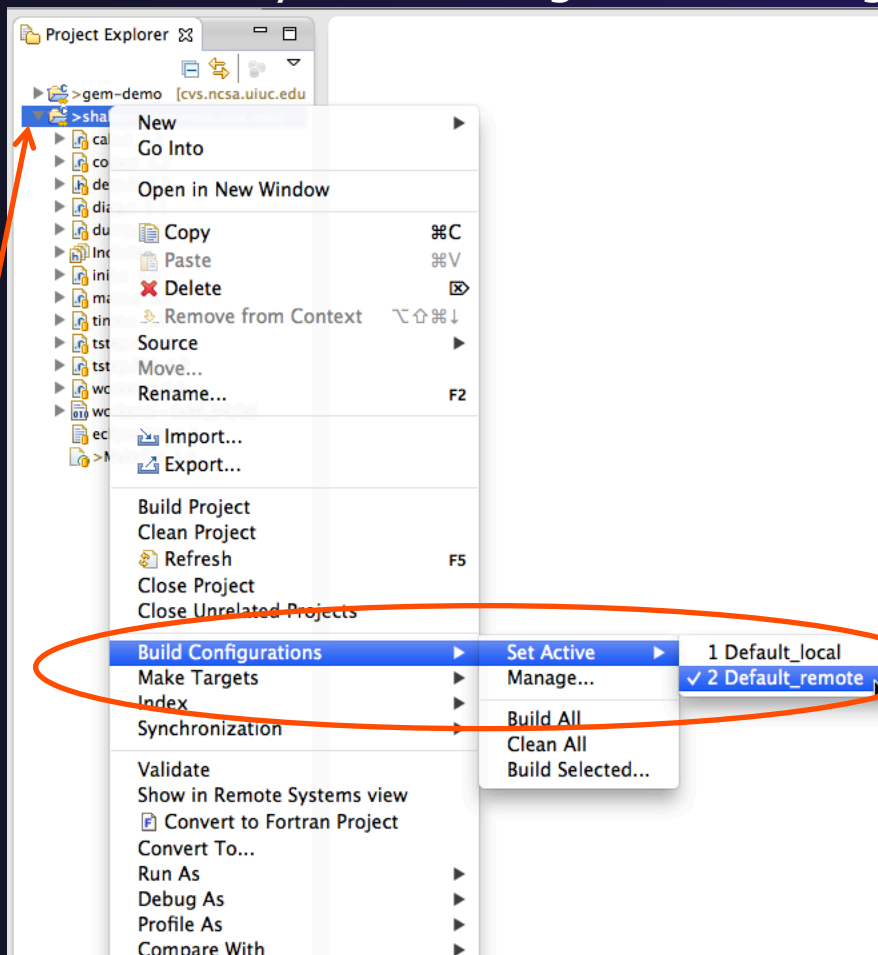 Project Explorer
>gem-demo [cvs.ncsa.uiuc.edu
New
Go Into
Open in New Window
Copy ⌘C
Paste ⌘V
Delete ⌦
Remove from Context ⌥⇧⌘↓
Source
Move...
Rename... F2
Import...
Export...
Build Project
Clean Project
Refresh F5
Close Project
Close Unrelated Projects
Build Configurations
Make Targets
Index
Synchronization
Validate
Show in Remote Systems view
Convert to Fortran Project
Convert To...
Run As
Debug As
Profile As
Compare With
Set Active
Manage...
Build All
Clean All
Build Selected...
1 Default_local
✓ 2 Default_remote